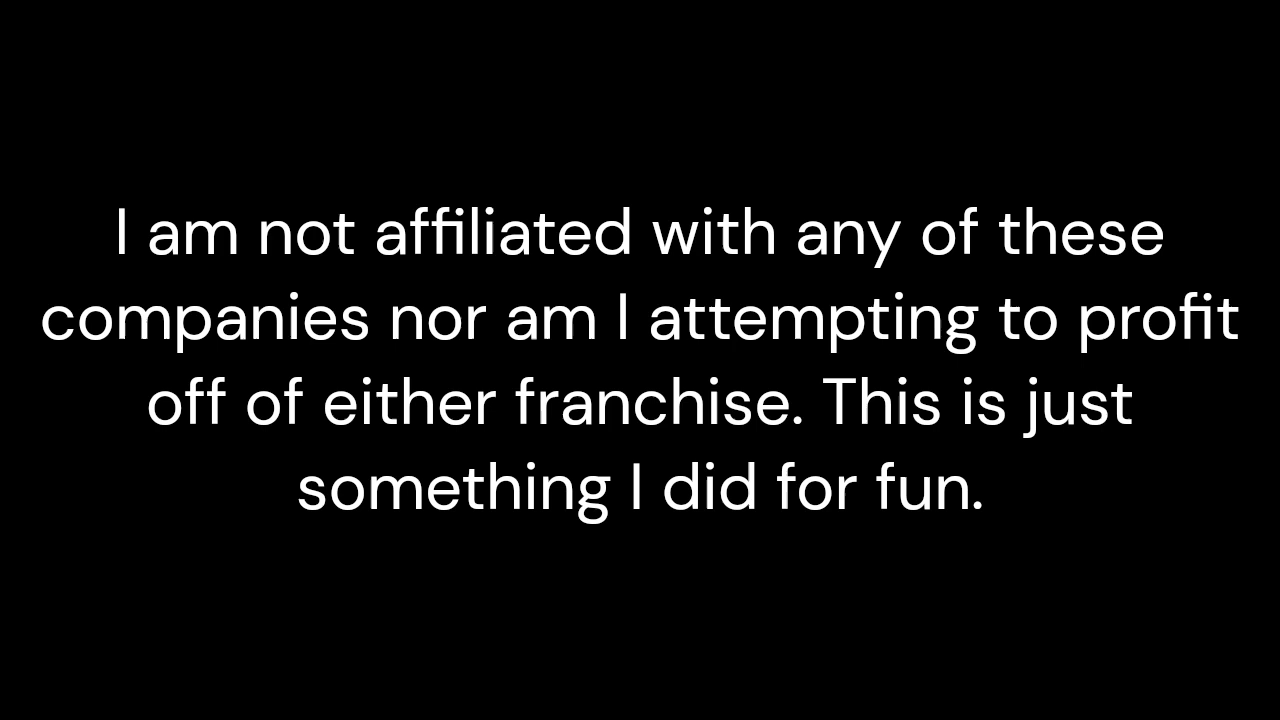 I am not affiliated with any of these
companies nor am I attempting to profit
off of either franchise. This is just
something I did for fun.